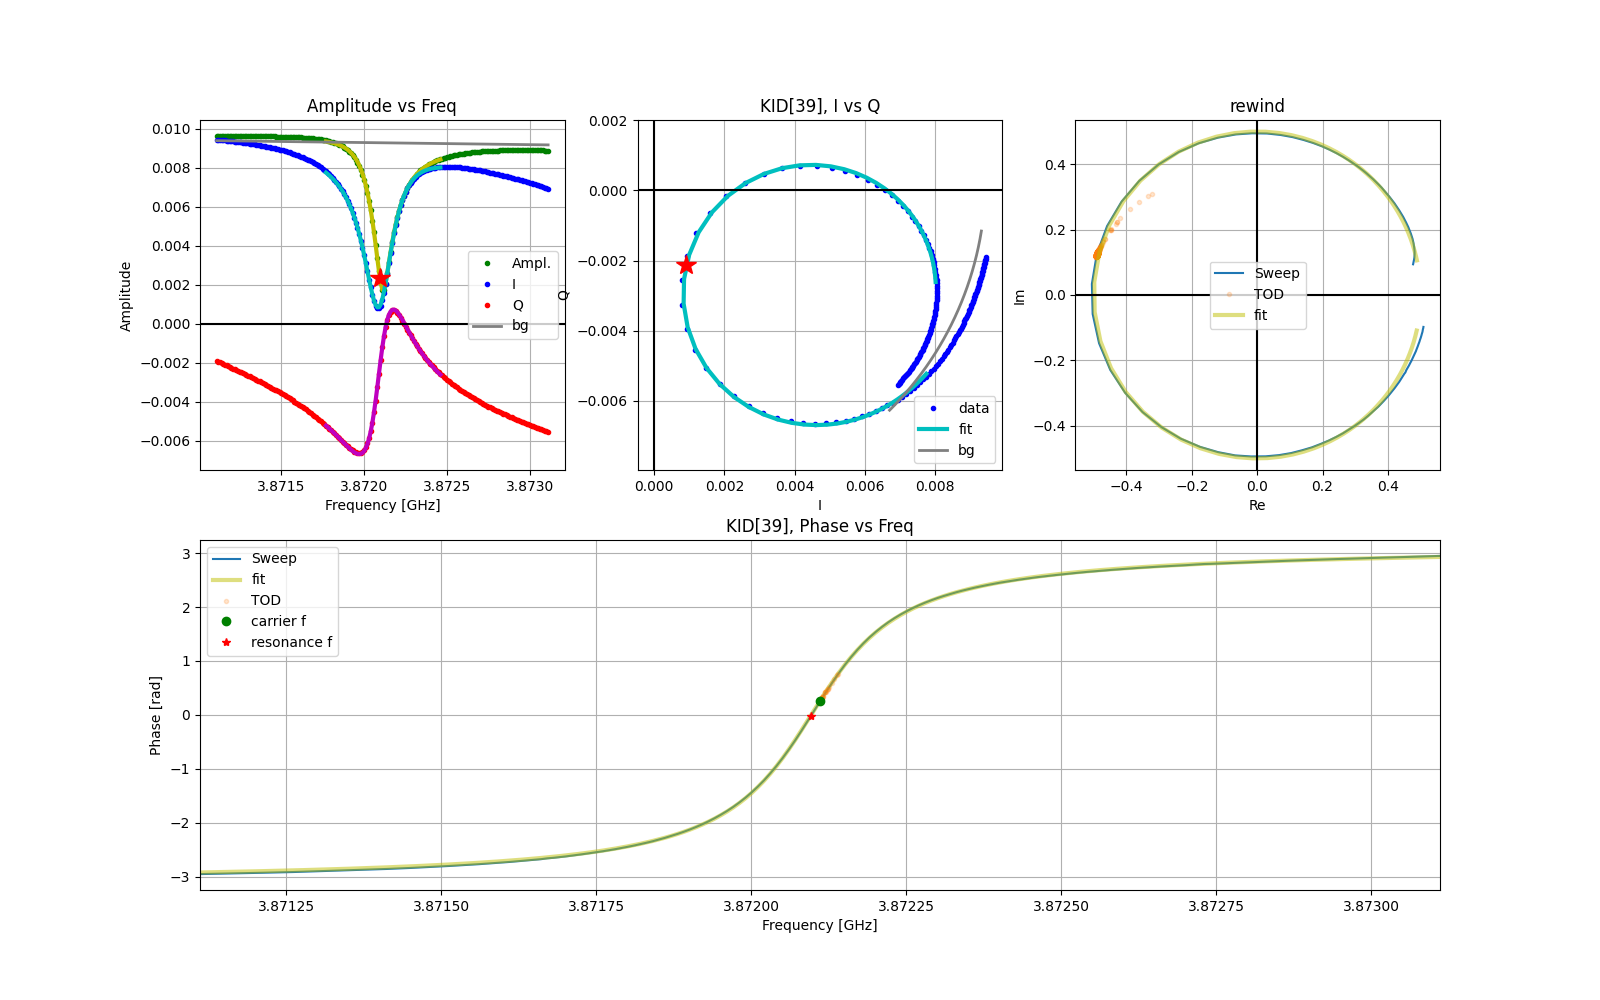 Amplitude vs Freq
0.010
0.008
0.006
0.004
0.002
0.000
−0.002
−0.004
−0.006
Amplitude
Ampl.
I
Q
bg
3.8715
3.8720
3.8725
3.8730
Frequency [GHz]
KID[39], I vs Q
0.002
0.000
−0.002
−0.004
−0.006
Q
data
fit
bg
0.000
0.002
0.004
0.006
0.008
I
rewind
0.4
0.2
0.0
−0.2
−0.4
Im
Sweep
TOD
fit
−0.4
−0.2
0.0
0.2
0.4
Re
KID[39], Phase vs Freq
3
2
1
0
−1
−2
−3
Phase [rad]
Sweep
fit
TOD
carrier f
resonance f
3.87125
3.87150
3.87175
3.87200
3.87225
3.87250
3.87275
3.87300
Frequency [GHz]